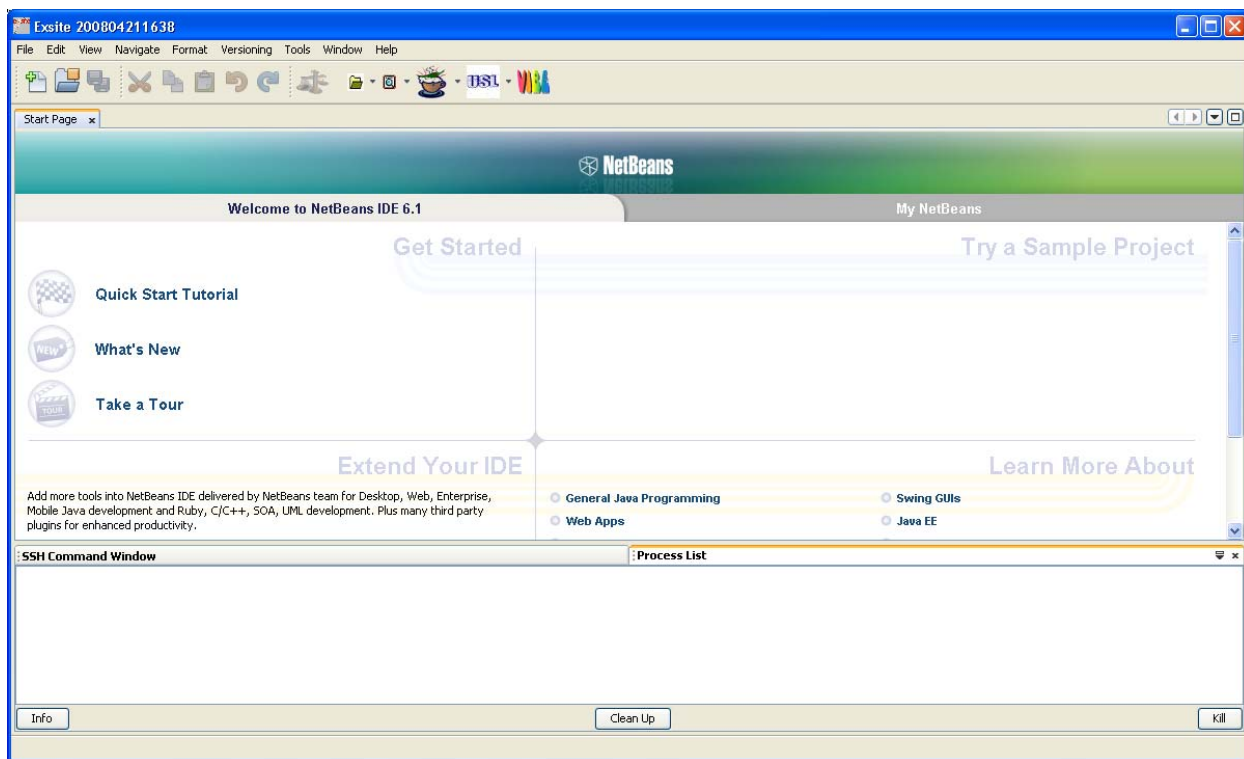 Exsite 200804211638
File Edit View Navigate Format Versioning Tools Window Help
Start Page
NetBeans
Welcome to NetBeans IDE 6.1
My NetBeans
Get Started
Try a Sample Project
Quick Start Tutorial
NEW
What's New
TOUR
Take a Tour
Extend Your IDE
Learn More About
Add more tools into NetBeans IDE delivered by NetBeans team for Desktop, Web, Enterprise,
Mobile Java development and Ruby, C/C++, SOA, UML development. Plus many third party
plugins for enhanced productivity.
General Java Programming
Swing GUIs
Web Apps
Java EE
SSH Command Window
Process List
Info
Clean Up
Kill